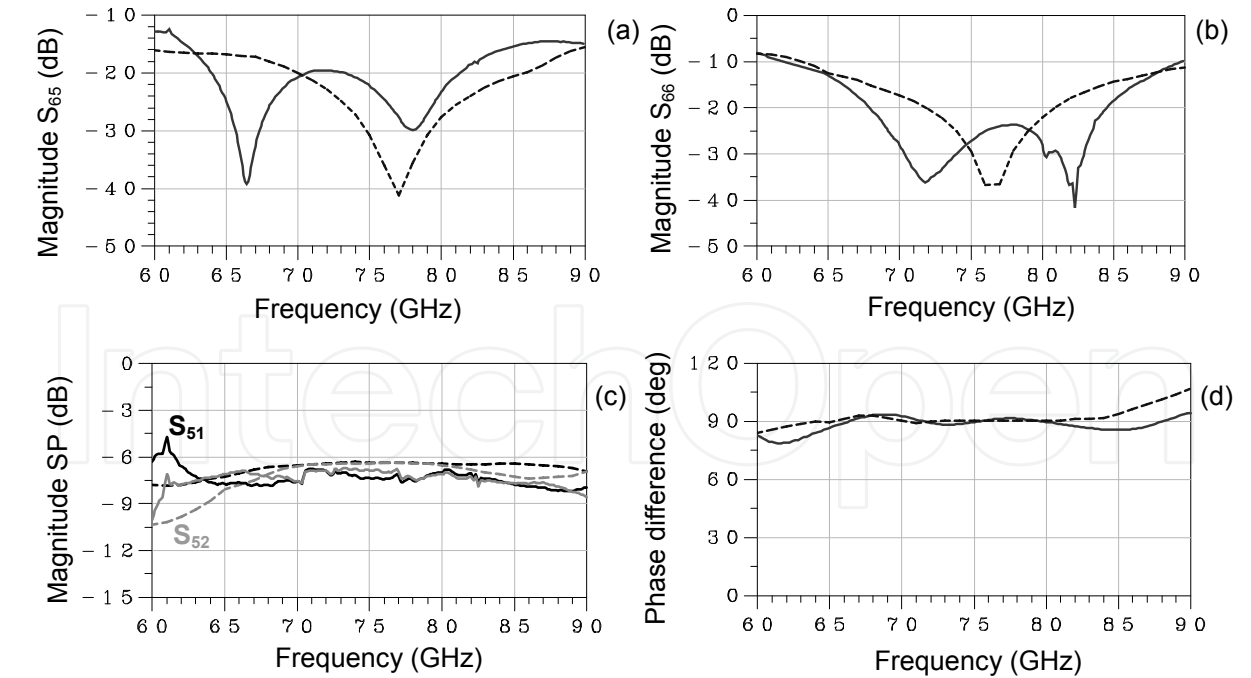 (a)
Magnitude S65 (dB)
-10
-20
-30
-40
-50
60 65 70 75 80 85 90
Frequency (GHz)
(b)
Magnitude S66 (dB)
0
-10
-20
-30
-40
-50
60 65 70 75 80 85 90
Frequency (GHz)
(c)
Magnitude SP (dB)
0
-3
-6
-9
-12
-15
S51
S52
60 65 70 75 80 85 90
Frequency (GHz)
(d)
Phase difference (deg)
120
90
60
30
0
60 65 70 75 80 85 90
Frequency (GHz)
IntechOpen